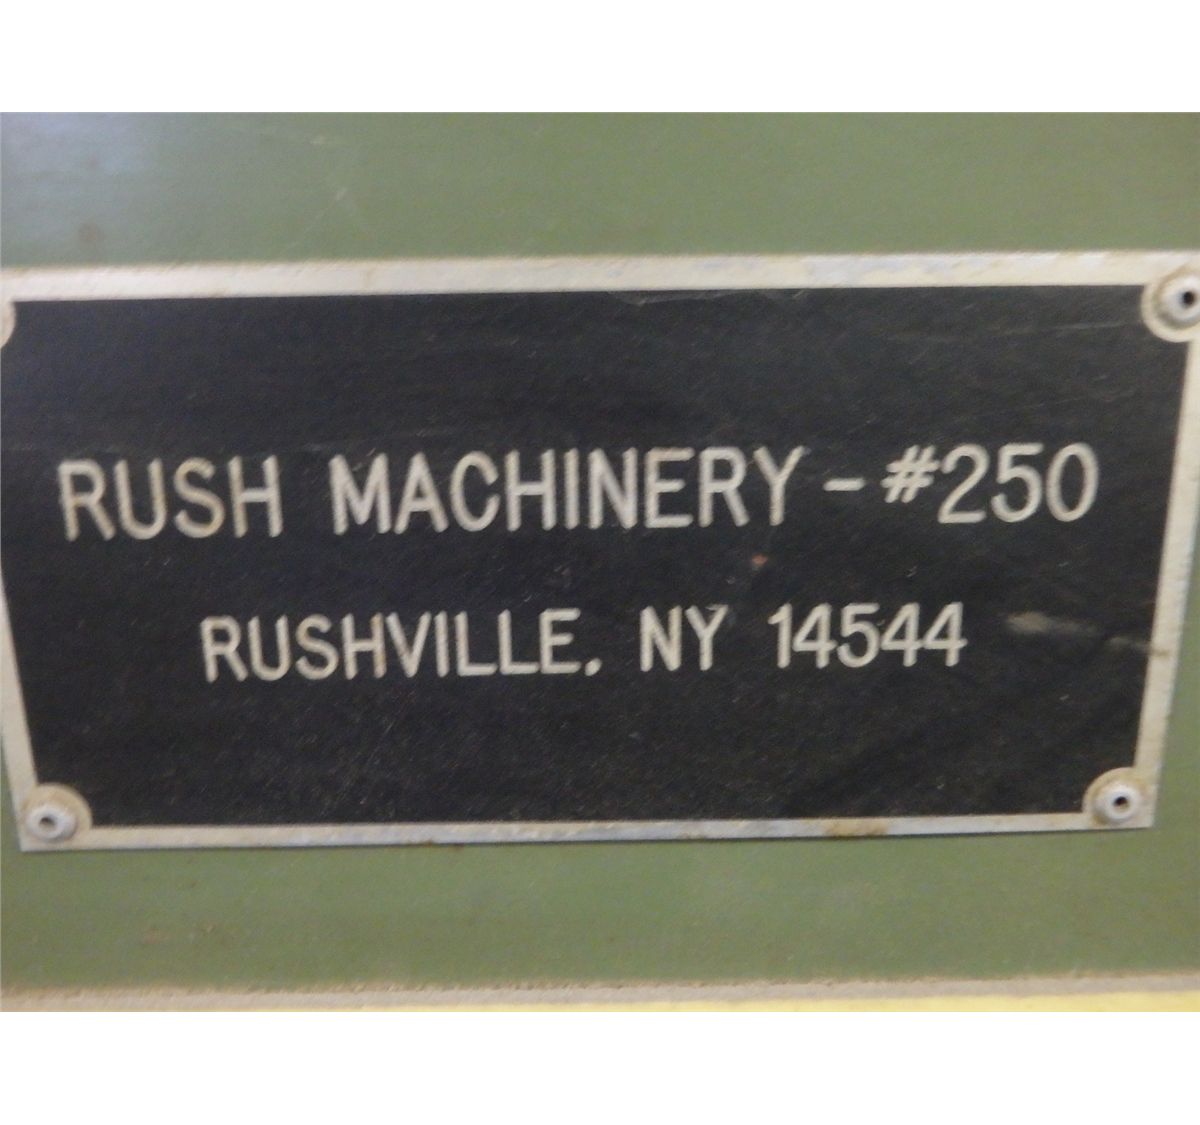 RUSH MACHINERY - #250
RUSHVILLE, NY 14544